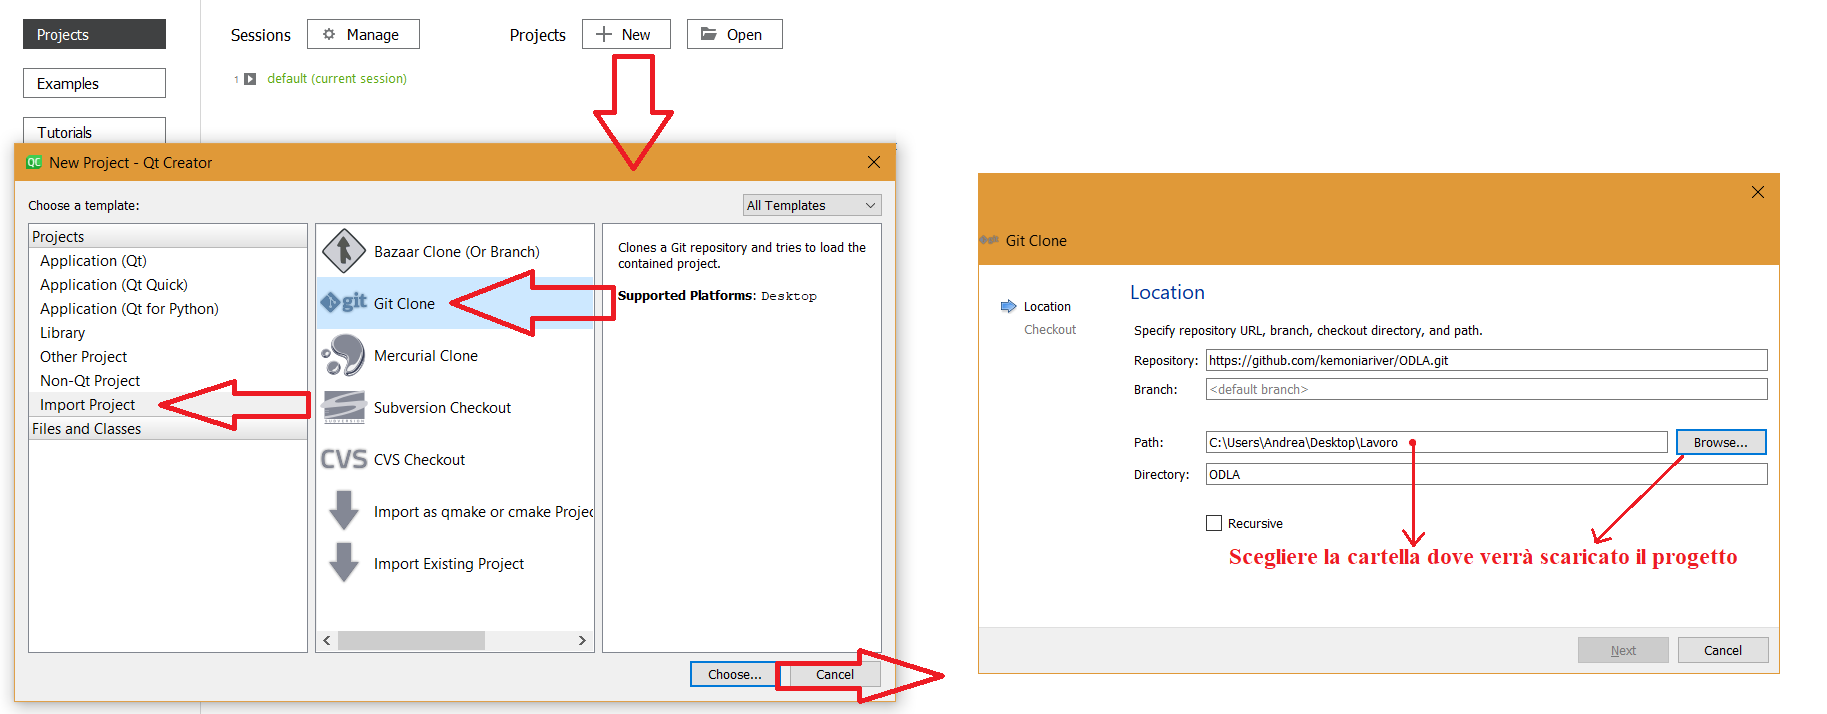 Projects
Sessions
Manage
Projects
New
Open
Examples
1
default (current session)
Tutorials
QC
New Project - Qt Creator
Choose a template:
All Templates
Projects
Application (Qt)
Application (Qt Quick)
Application (Qt for Python)
Library
Other Project
Non-Qt Project
Import Project
Files and Classes
Bazaar Clone (Or Branch)
git
Git Clone
Mercurial Clone
SUBVERSION
Subversion Checkout
CVS
CVS Checkout
Import as qmake or cmake Projec
Import Existing Project
Clones a Git repository and tries to load the
contained project.
Supported Platforms: Desktop
Choose...
Cancel
Git Clone
Location
Checkout
Location
Specify repository URL, branch, checkout directory, and path.
Repository: https://github.com/kemoniariver/ODLA.git
Branch: <default branch>
Path: C:\Users\Andrea\Desktop\Lavoro
Browse...
Directory: ODLA
Recursive
Scegliere la cartella dove verrà scaricato il progetto
Next
Cancel